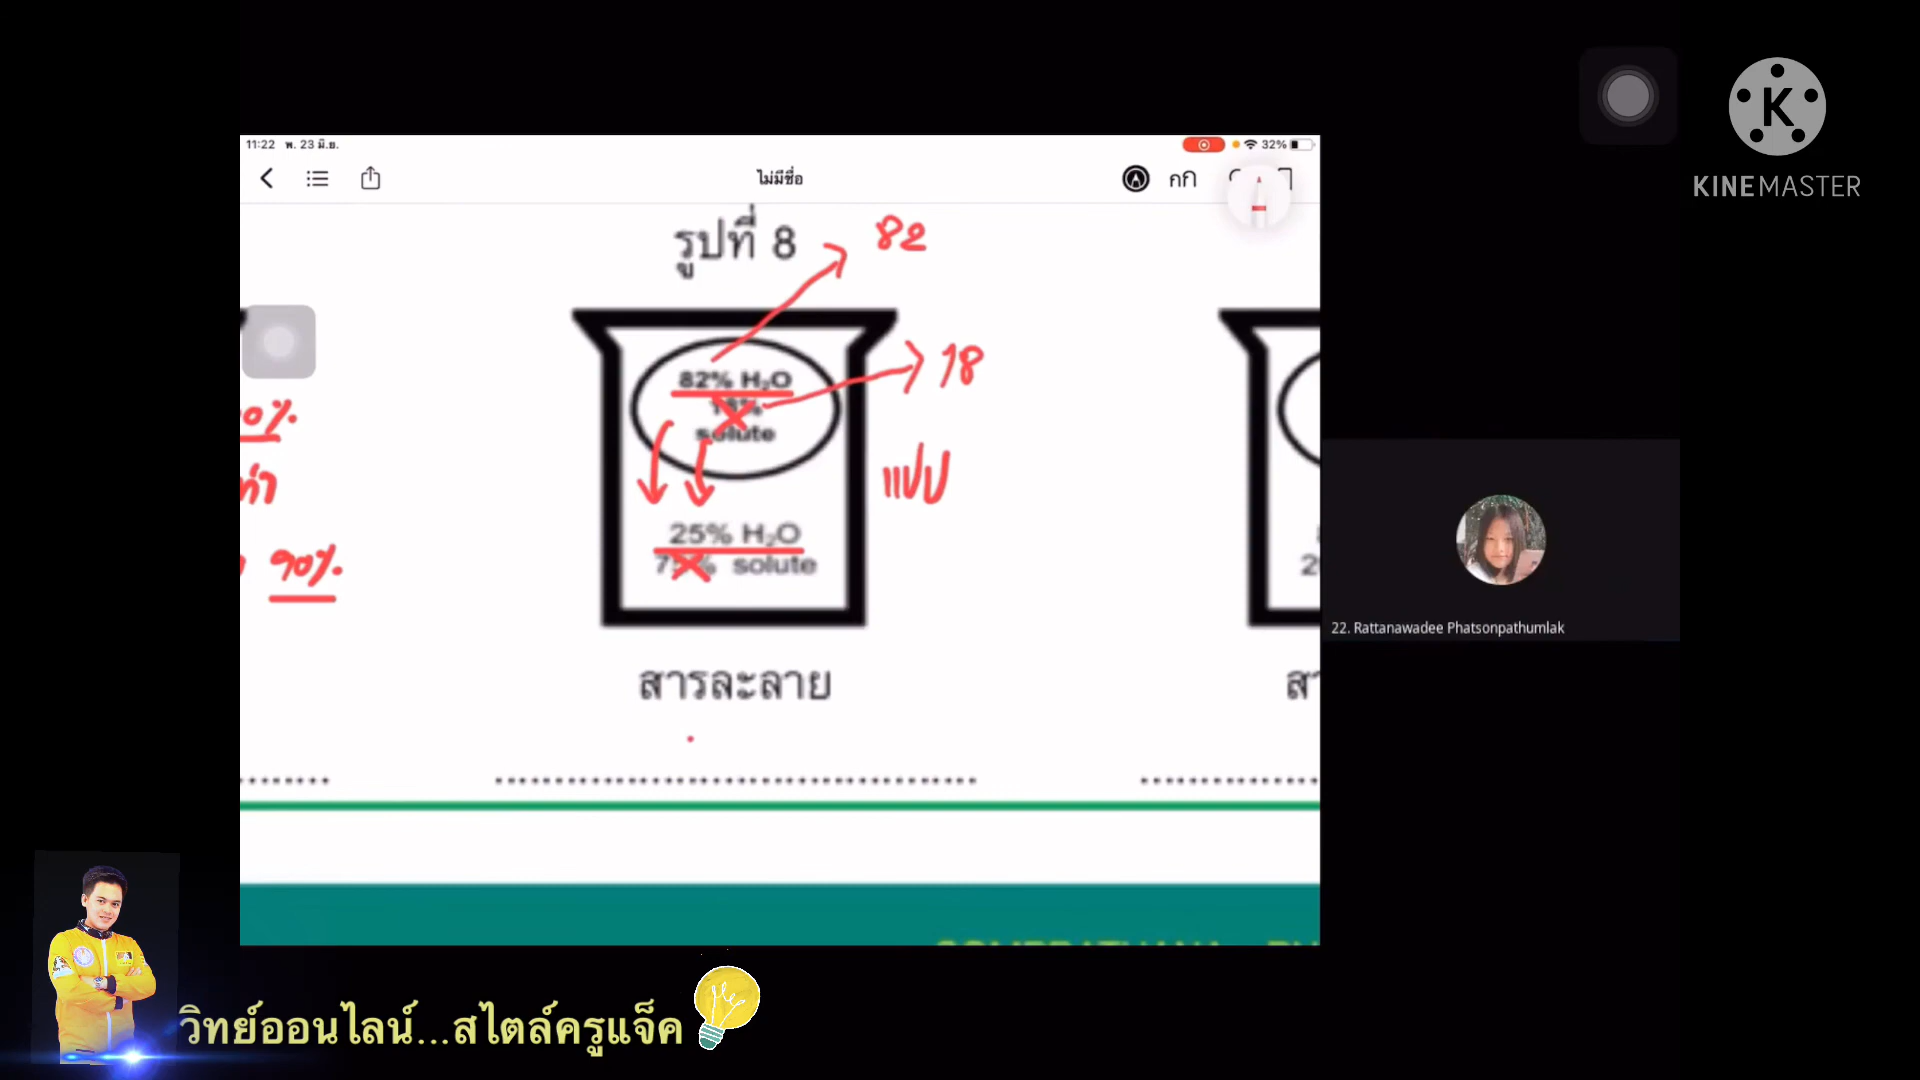 KINEMASTER
11:22 พ. 23 มิ.ย.
32%
ไม่มีชื่อ
กก
รูปที่ 8
82
82% H₂O
18%
solute
18
แปป
0%.
90%.
25% H₂O
75% solute
2
สารละลาย
22. Rattanawadee Phatsonpathumlak
วิทย์ออนไลน์...สไตล์ครูแจ็ค